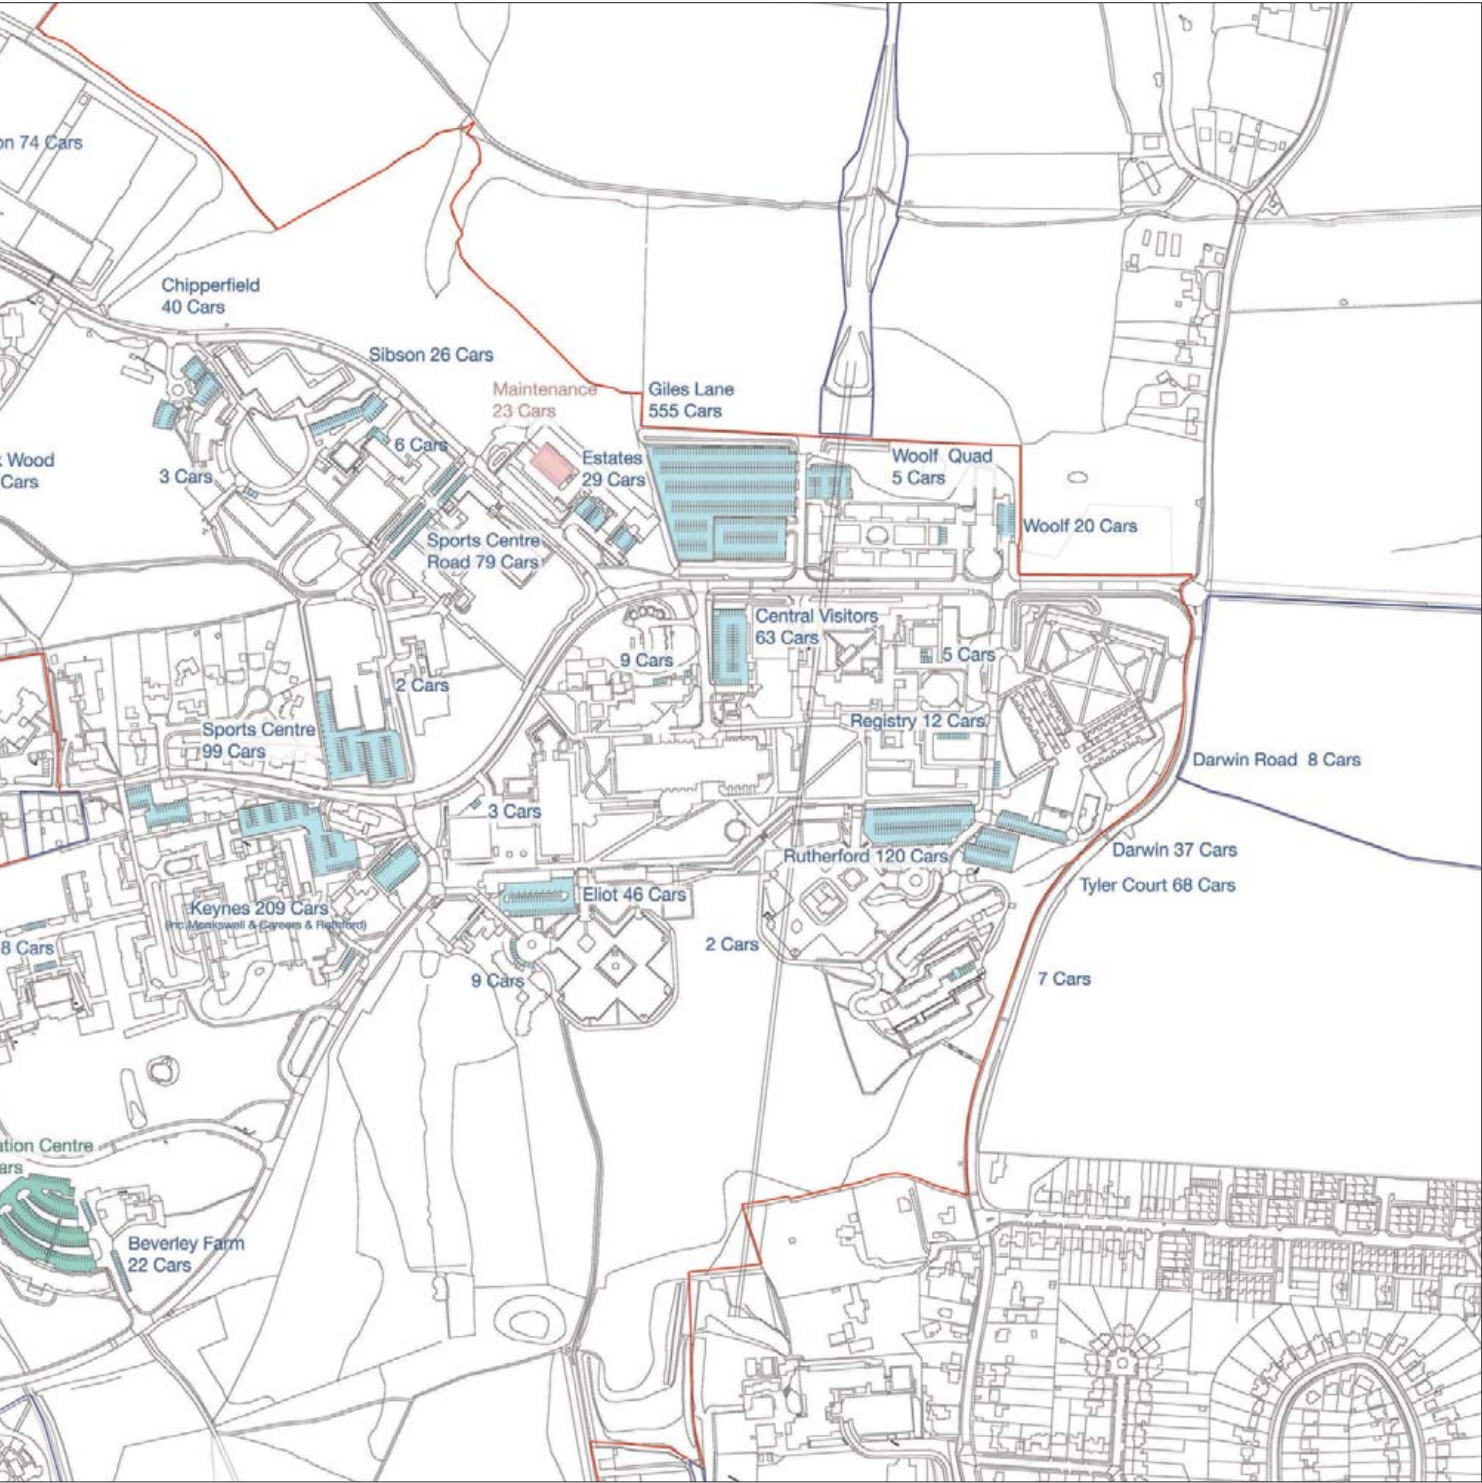 on 74 Cars
Chipperfield
40 Cars
Sibson 26 Cars
Maintenance
23 Cars
Giles Lane
555 Cars
6 Cars
Estates
29 Cars
Woolf Quad
5 Cars
k Wood
Cars
3 Cars
Woolf 20 Cars
Sports Centre
Road 79 Cars
Central Visitors
63 Cars
9 Cars
5 Cars
2 Cars
Sports Centre
99 Cars
Registry 12 Cars
Darwin Road 8 Cars
3 Cars
Rutherford 120 Cars
Darwin 37 Cars
Tyler Court 68 Cars
Eliot 46 Cars
Keynes 209 Cars
(inc.Monkswell & Careers & Rothford)
8 Cars
2 Cars
9 Cars
7 Cars
ation Centre
ars
Beverley Farm
22 Cars